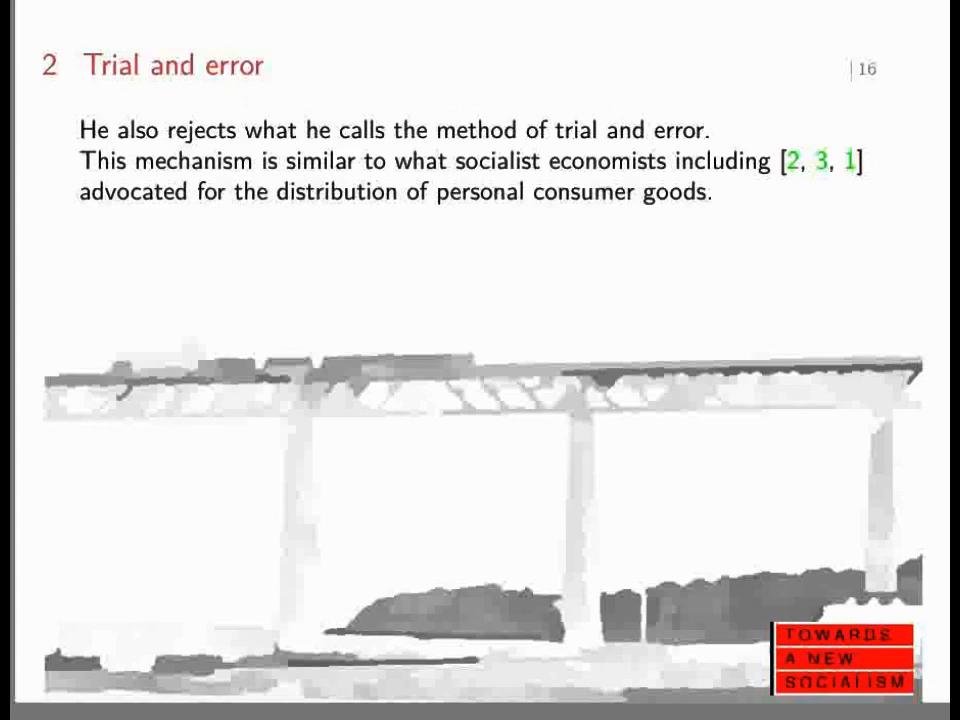 2 Trial and error
| 16
He also rejects what he calls the method of trial and error.
This mechanism is similar to what socialist economists including [2, 3, 1]
advocated for the distribution of personal consumer goods.
TOWARDS
A NEW
SOCIALISM